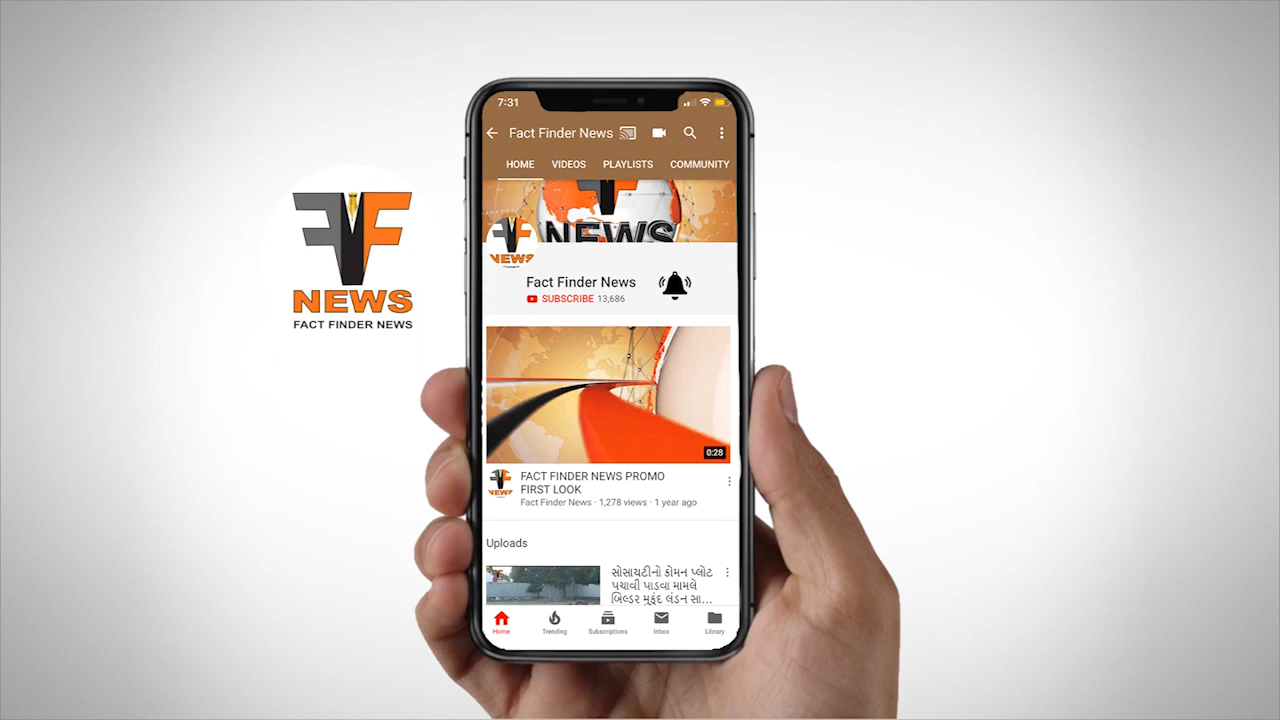 7:31
Fact Finder News
HOME VIDEOS PLAYLISTS COMMUNITY
NEWS
NEWS
FACT FINDER NEWS
NEWS
Fact Finder News
SUBSCRIBE 13,686
0:28
FACT FINDER NEWS PROMO
FIRST LOOK
NEWS
Fact Finder News · 1,278 views · 1 year ago
Uploads
સોસાયટીનો કોમન પ્લોટ
પચાવી પાડવા મામલે
બિલ્ડર મુકુંદ લંડન સા...
Home Trending Subscriptions Inbox Library